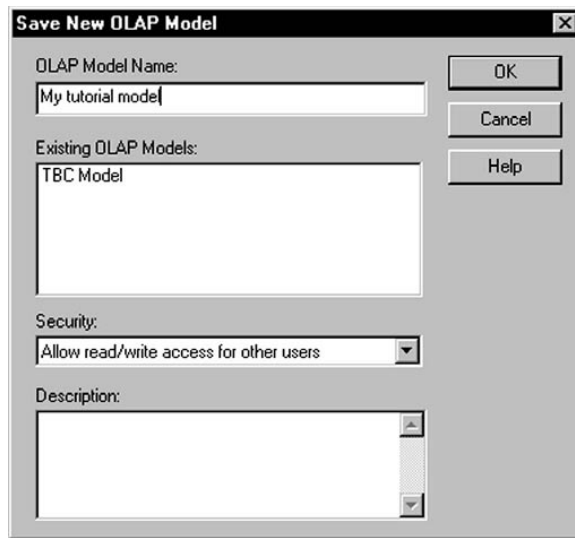 Save New OLAP Model
OLAP Model Name:
My tutorial model
Existing OLAP Models:
TBC Model
Security:
Allow read/write access for other users
Description:
OK
Cancel
Help